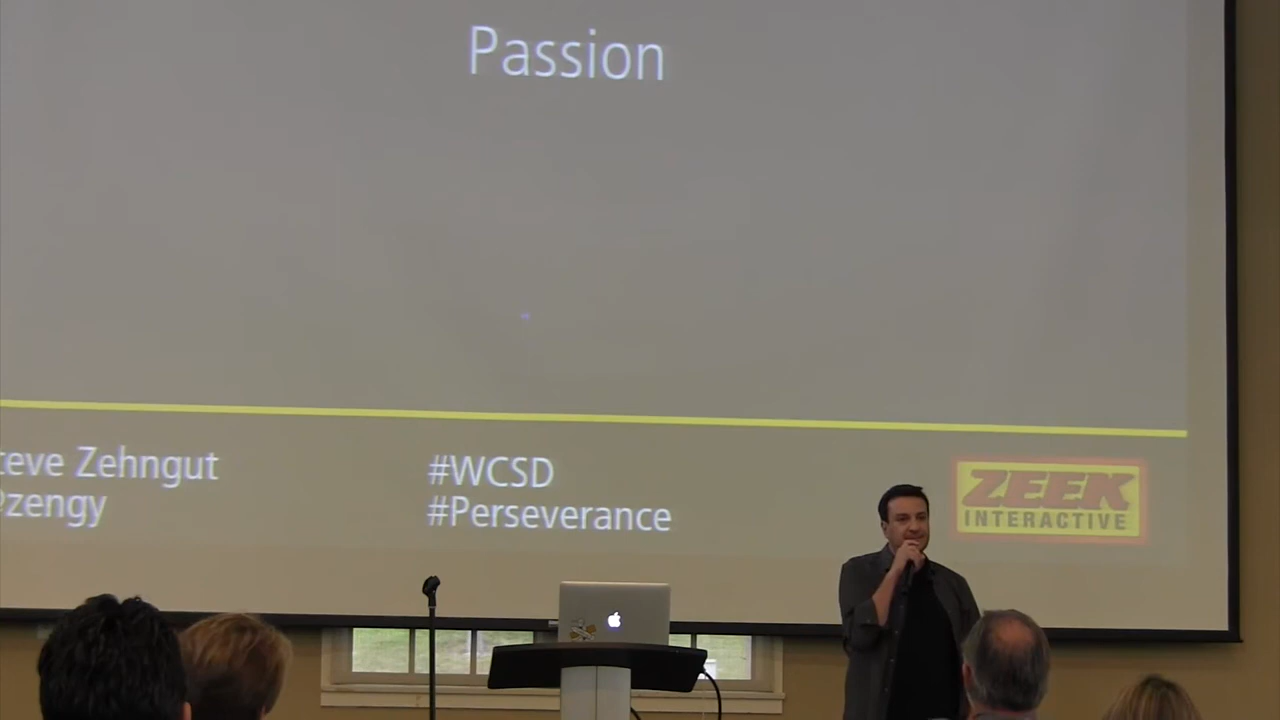 Passion
teve Zehngut
@zengy
#WCSD
#Perseverance
ZEEK
INTERACTIVE